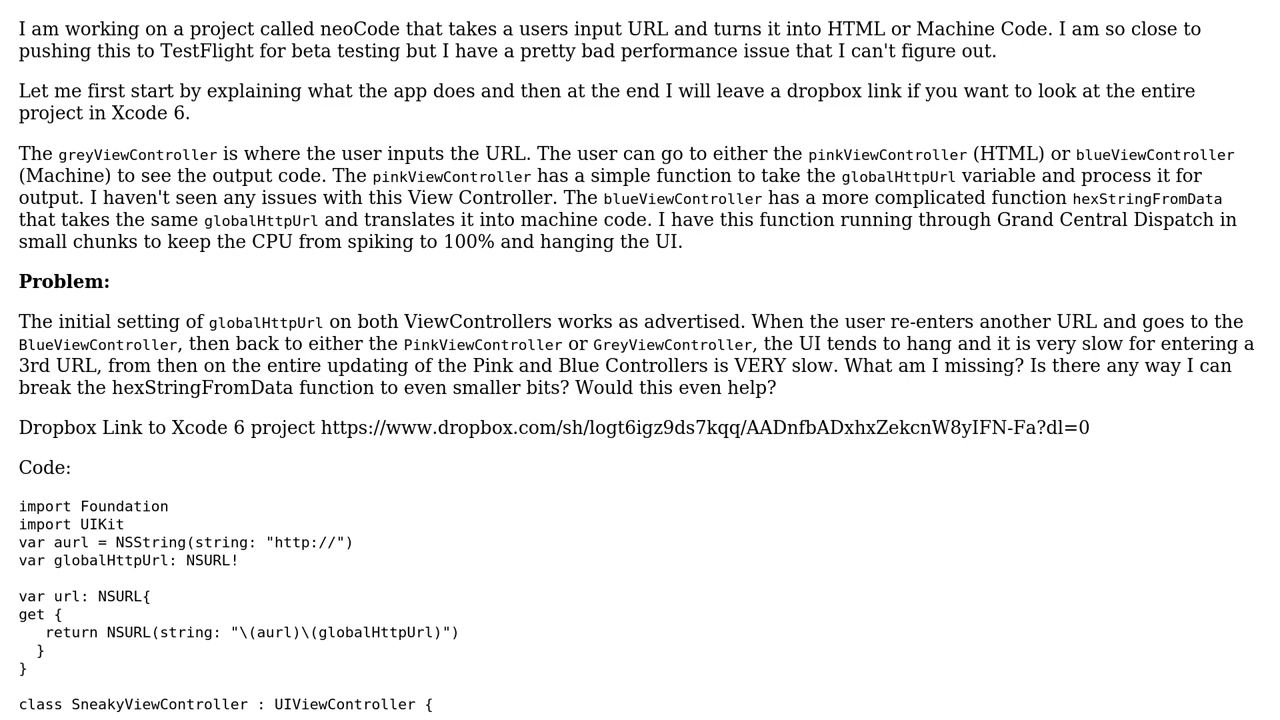 I am working on a project called neoCode that takes a users input URL and turns it into HTML or Machine Code. I am so close to
pushing this to TestFlight for beta testing but I have a pretty bad performance issue that I can't figure out.
Let me first start by explaining what the app does and then at the end I will leave a dropbox link if you want to look at the entire
project in Xcode 6.
The greyViewController is where the user inputs the URL. The user can go to either the pinkViewController (HTML) or blueViewController
(Machine) to see the output code. The pinkViewController has a simple function to take the globalHttpUrl variable and process it for
output. I haven't seen any issues with this View Controller. The blueViewController has a more complicated function hexStringFromData
that takes the same globalHttpUrl and translates it into machine code. I have this function running through Grand Central Dispatch in
small chunks to keep the CPU from spiking to 100% and hanging the UI.
Problem:
The initial setting of globalHttpUrl on both ViewControllers works as advertised. When the user re-enters another URL and goes to the
BlueViewController, then back to either the PinkViewController or GreyViewController, the UI tends to hang and it is very slow for entering a
3rd URL, from then on the entire updating of the Pink and Blue Controllers is VERY slow. What am I missing? Is there any way I can
break the hexStringFromData function to even smaller bits? Would this even help?
Dropbox Link to Xcode 6 project https://www.dropbox.com/sh/logt6igz9ds7kqq/AADnfbADxhxZekcnW8yIFN-Fa?dl=0
Code:
import Foundation
import UIKit
var aurl = NSString(string: "http://")
var globalHttpUrl: NSURL!
var url: NSURL{
get {
   return NSURL(string: "\(aurl)\(globalHttpUrl)")
  }
}
class SneakyViewController : UIViewController {